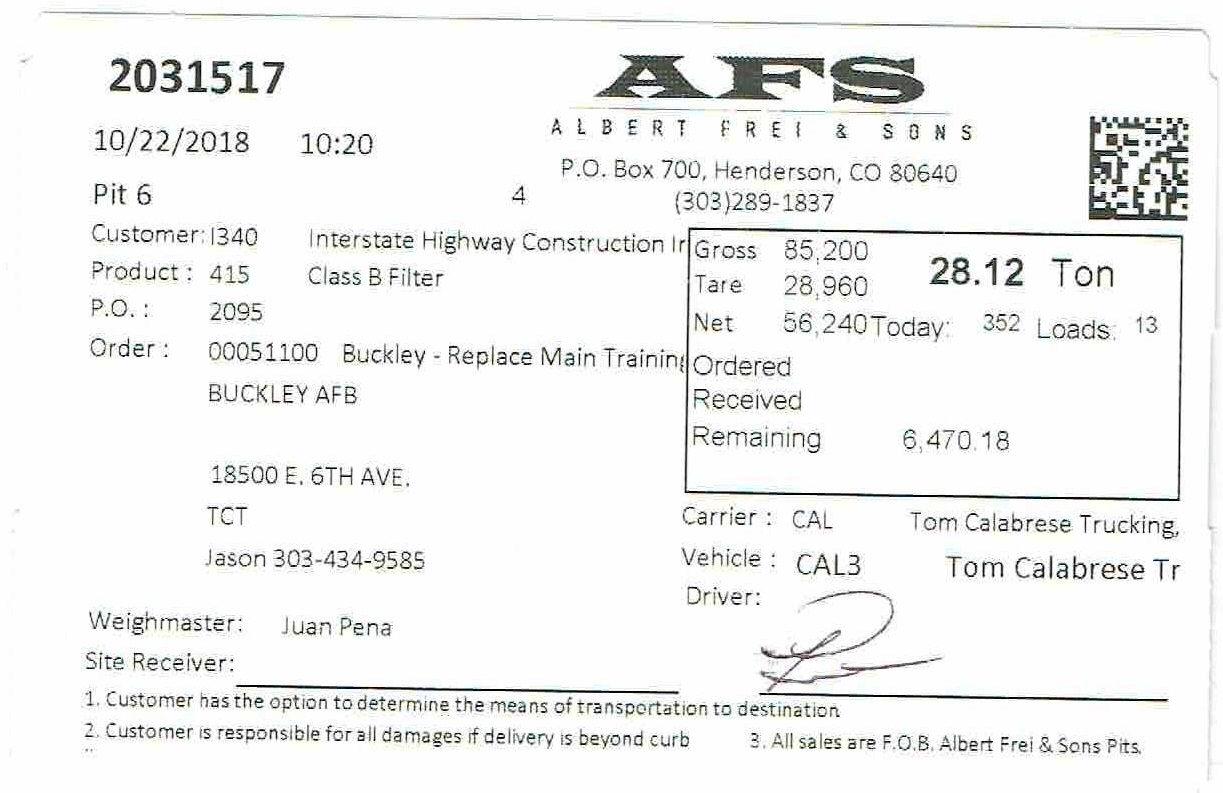 2031517
AFS
ALBERT FREI & SONS
10/22/2018 10:20
P.O. Box 700, Henderson, CO 80640
Pit 6 4 (303)289-1837
Customer: I340 Interstate Highway Construction Ir
Product : 415 Class B Filter
P.O. : 2095
Order : 00051100 Buckley - Replace Main Training
BUCKLEY AFB
18500 E. 6TH AVE.
TCT
Jason 303-434-9585
Gross 85,200 28.12 Ton
Tare 28,960
Net 56,240 Today: 352 Loads: 13
Ordered
Received
Remaining 6,470.18
Carrier : CAL Tom Calabrese Trucking,
Vehicle : CAL3 Tom Calabrese Tr
Driver:
Weighmaster: Juan Pena
Site Receiver:
1. Customer has the option to determine the means of transportation to destination
2. Customer is responsible for all damages if delivery is beyond curb 3. All sales are F.O.B. Albert Frei & Sons Pits.